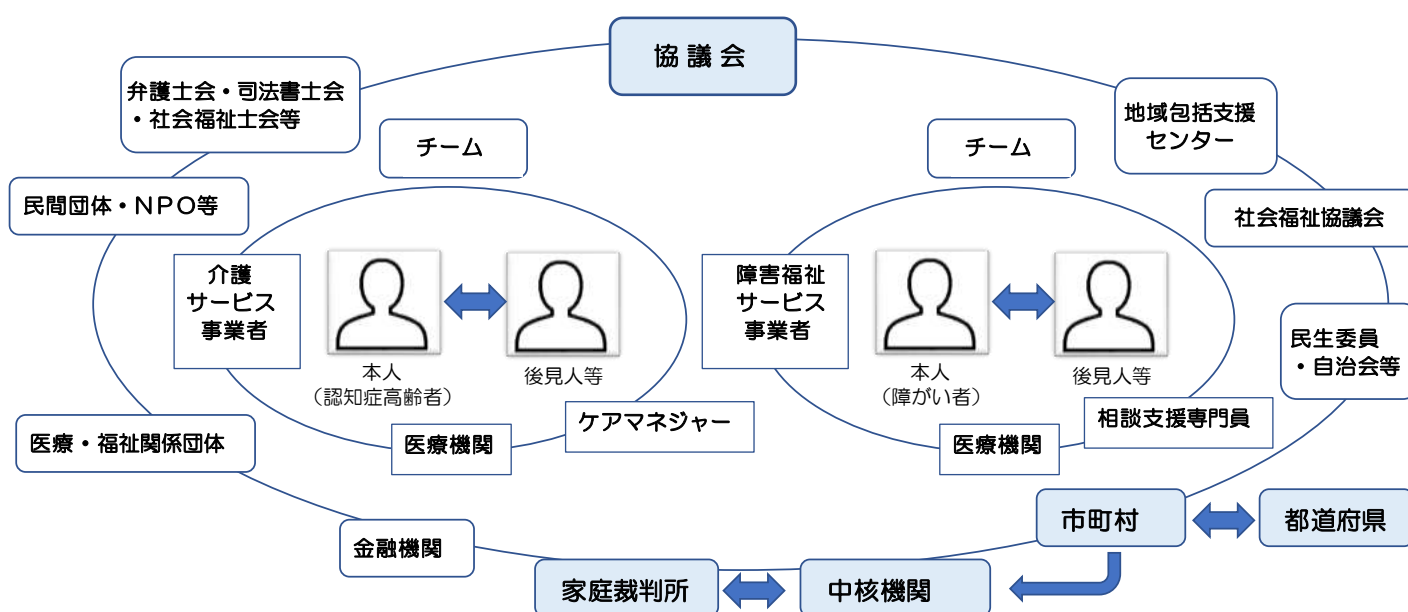 協 議 会
弁護士会・司法書士会
・社会福祉士会等
地域包括支援
センター
チーム
チーム
民間団体・ＮＰＯ等
社会福祉協議会
介護
サービス
事業者
本人
（認知症高齢者）
後見人等
障害福祉
サービス
事業者
本人
（障がい者）
後見人等
民生委員
・自治会等
ケアマネジャー
相談支援専門員
医療・福祉関係団体
医療機関
医療機関
市町村
都道府県
金融機関
家庭裁判所
中核機関